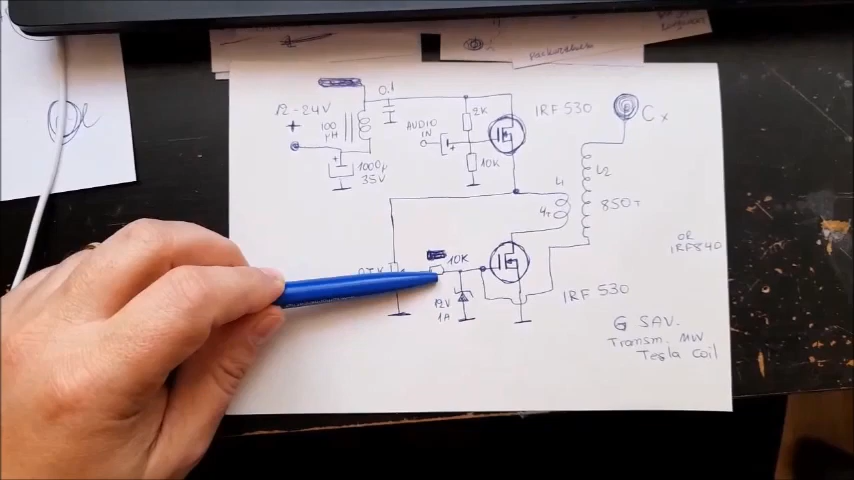 12-24V
+
100
µH
0.1
+
1000µ
35V
AUDIO
IN
+
2K
10K
IRF 530
Cx
L1
4T
L2
850T
OR
IRF840
10K
12V
1A
IRF 530
G SAV.
Transm. MW
Tesla Coil